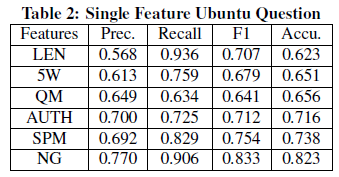 Table 2: Single Feature Ubuntu Question
Features Prec. Recall F1 Accu.
LEN 0.568 0.936 0.707 0.623
5W 0.613 0.759 0.679 0.651
QM 0.649 0.634 0.641 0.656
AUTH 0.700 0.725 0.712 0.716
SPM 0.692 0.829 0.754 0.738
NG 0.770 0.906 0.833 0.823